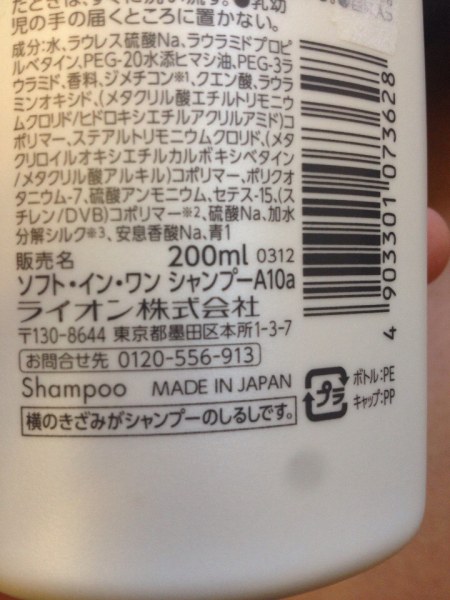 すぐに洗い流す。●乳幼
児の手の届くところに置かない。
成分:水、ラウレス硫酸Na、ラウラミドプロピ
ルベタイン、PEG-20水添ヒマシ油、PEG-3ラ
ウラミド、香料、ジメチコン※1、クエン酸、ラウラ
ミンオキシド、(メタクリル酸エチルトリモニウ
ムクロリド/ヒドロキシエチルアクリルアミド)コ
ポリマー、ステアルトリモニウムクロリド、(メタ
クリロイルオキシエチルカルボキシベタイン
/メタクリル酸アルキル)コポリマー、ポリクオ
タニウム-7、硫酸アンモニウム、セテス-15、(ス
チレン/DVB)コポリマー※2、硫酸Na、加水
分解シルク※3、安息香酸Na、青1
販売名 200ml 0312
ソフト・イン・ワン シャンプーA10a
ライオン株式会社
〒130-8644 東京都墨田区本所1-3-7
お問合せ先 0120-556-913
Shampoo MADE IN JAPAN
横のきざみがシャンプーのしるしです。
プラ
ボトル:PE
キャップ:PP
4 903301 073628